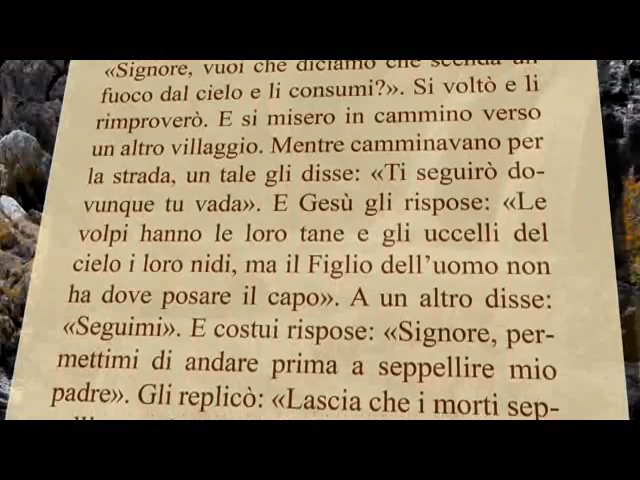 «Signore, vuoi che diciamo che scenda un
fuoco dal cielo e li consumi?». Si voltò e li
rimproverò. E si misero in cammino verso
un altro villaggio. Mentre camminavano per
la strada, un tale gli disse: «Ti seguirò do-
vunque tu vada». E Gesù gli rispose: «Le
volpi hanno le loro tane e gli uccelli del
cielo i loro nidi, ma il Figlio dell'uomo non
ha dove posare il capo». A un altro disse:
«Seguimi». E costui rispose: «Signore, per-
mettimi di andare prima a seppellire mio
padre». Gli replicò: «Lascia che i morti sep-